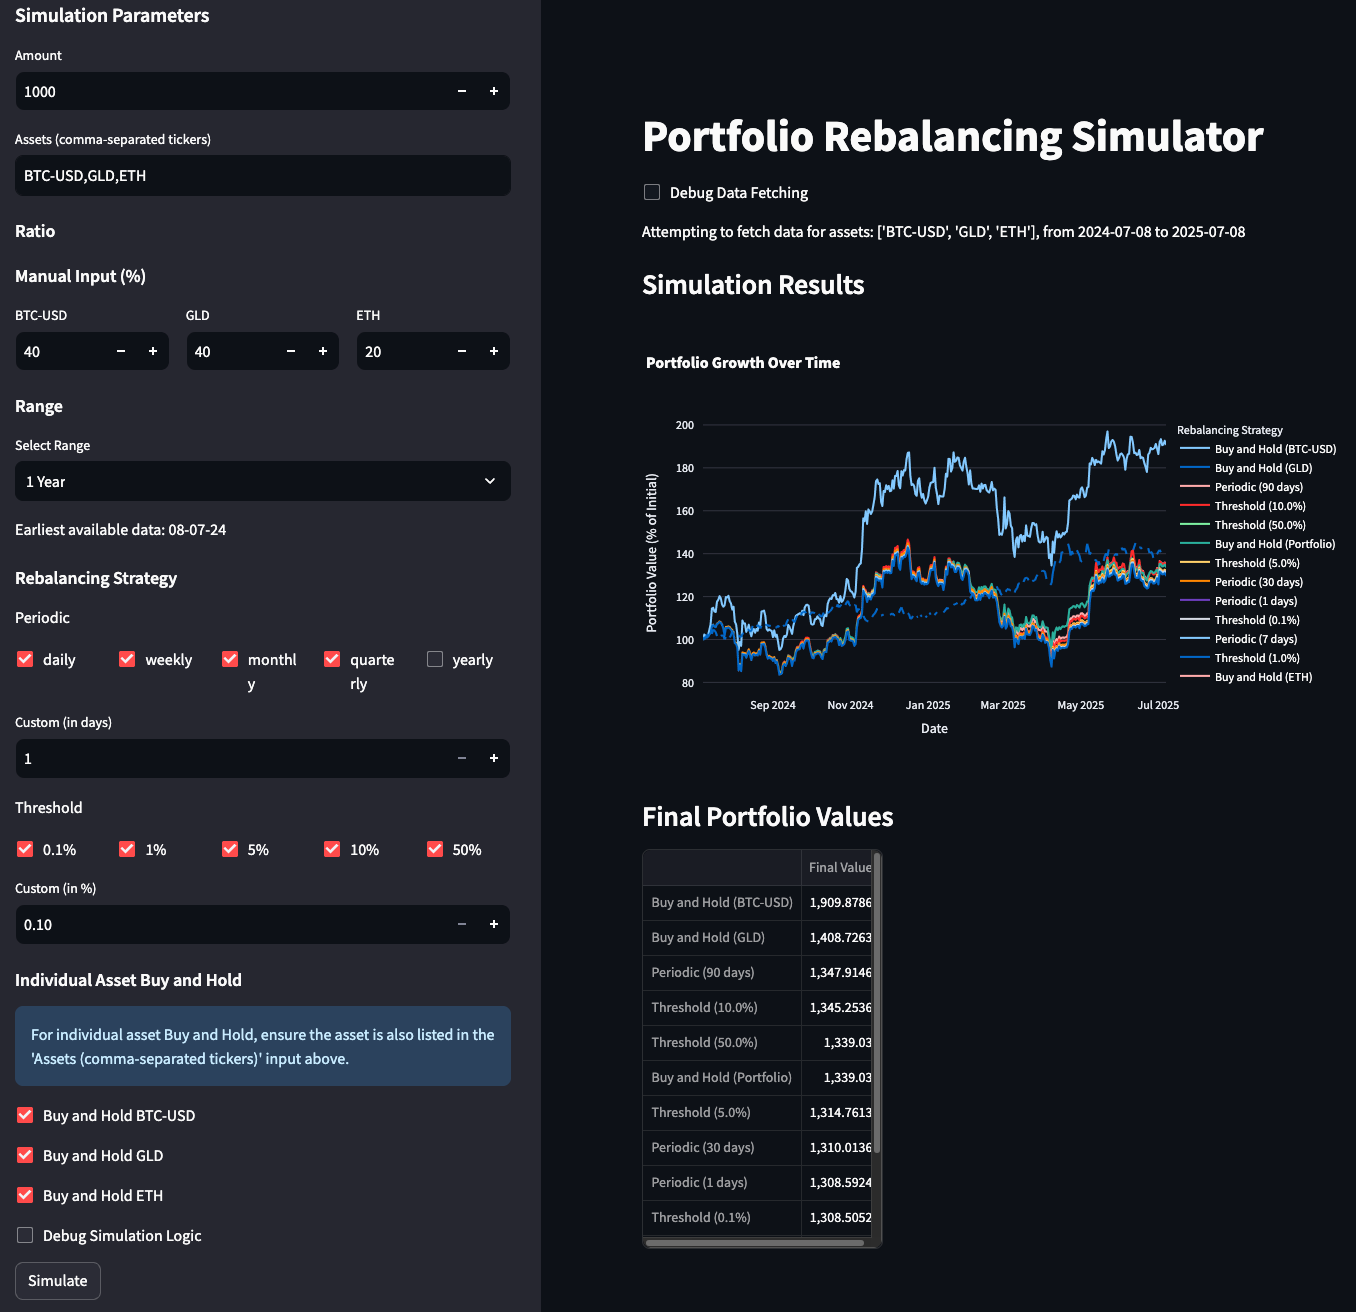 Simulation Parameters
Amount
1000
Assets (comma-separated tickers)
BTC-USD,GLD,ETH
Ratio
Manual Input (%)
BTC-USD GLD ETH
40 40 20
Range
Select Range
1 Year
Earliest available data: 08-07-24
Rebalancing Strategy
Periodic
daily weekly monthl quarte yearly
y rly
Custom (in days)
1
Threshold
0.1% 1% 5% 10% 50%
Custom (in %)
0.10
Individual Asset Buy and Hold
For individual asset Buy and Hold, ensure the asset is also listed in the
'Assets (comma-separated tickers)' input above.
Buy and Hold BTC-USD
Buy and Hold GLD
Buy and Hold ETH
Debug Simulation Logic
Simulate
Portfolio Rebalancing Simulator
Debug Data Fetching
Attempting to fetch data for assets: ['BTC-USD', 'GLD', 'ETH'], from 2024-07-08 to 2025-07-08
Simulation Results
Portfolio Growth Over Time
Portfolio Value (% of Initial)
200
180
160
140
120
100
80
Sep 2024 Nov 2024 Jan 2025 Mar 2025 May 2025 Jul 2025
Date
Rebalancing Strategy
Buy and Hold (BTC-USD)
Buy and Hold (GLD)
Periodic (90 days)
Threshold (10.0%)
Threshold (50.0%)
Buy and Hold (Portfolio)
Threshold (5.0%)
Periodic (30 days)
Periodic (1 days)
Threshold (0.1%)
Periodic (7 days)
Threshold (1.0%)
Buy and Hold (ETH)
Final Portfolio Values
Final Value
Buy and Hold (BTC-USD) 1,909.8786
Buy and Hold (GLD) 1,408.7263
Periodic (90 days) 1,347.9146
Threshold (10.0%) 1,345.2536
Threshold (50.0%) 1,339.03
Buy and Hold (Portfolio) 1,339.03
Threshold (5.0%) 1,314.7613
Periodic (30 days) 1,310.0136
Periodic (1 days) 1,308.5924
Threshold (0.1%) 1,308.5052